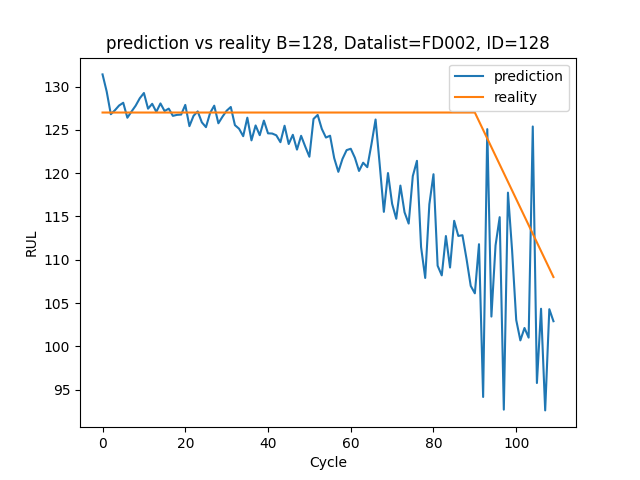 prediction vs reality B=128, Datalist=FD002, ID=128
prediction
reality
RUL
130
125
120
115
110
105
100
95
0 20 40 60 80 100
Cycle